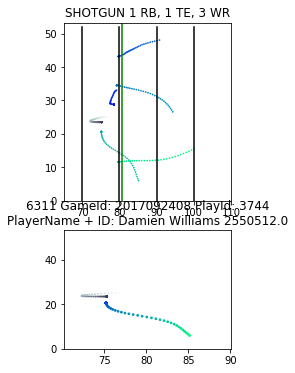 SHOTGUN 1 RB, 1 TE, 3 WR
50
40
30
20
10
0
70 80 90 100 110
6311 GameId: 2017092408 PlayId: 3744
PlayerName + ID: Damien Williams 2550512.0
40
20
0
75 80 85 90